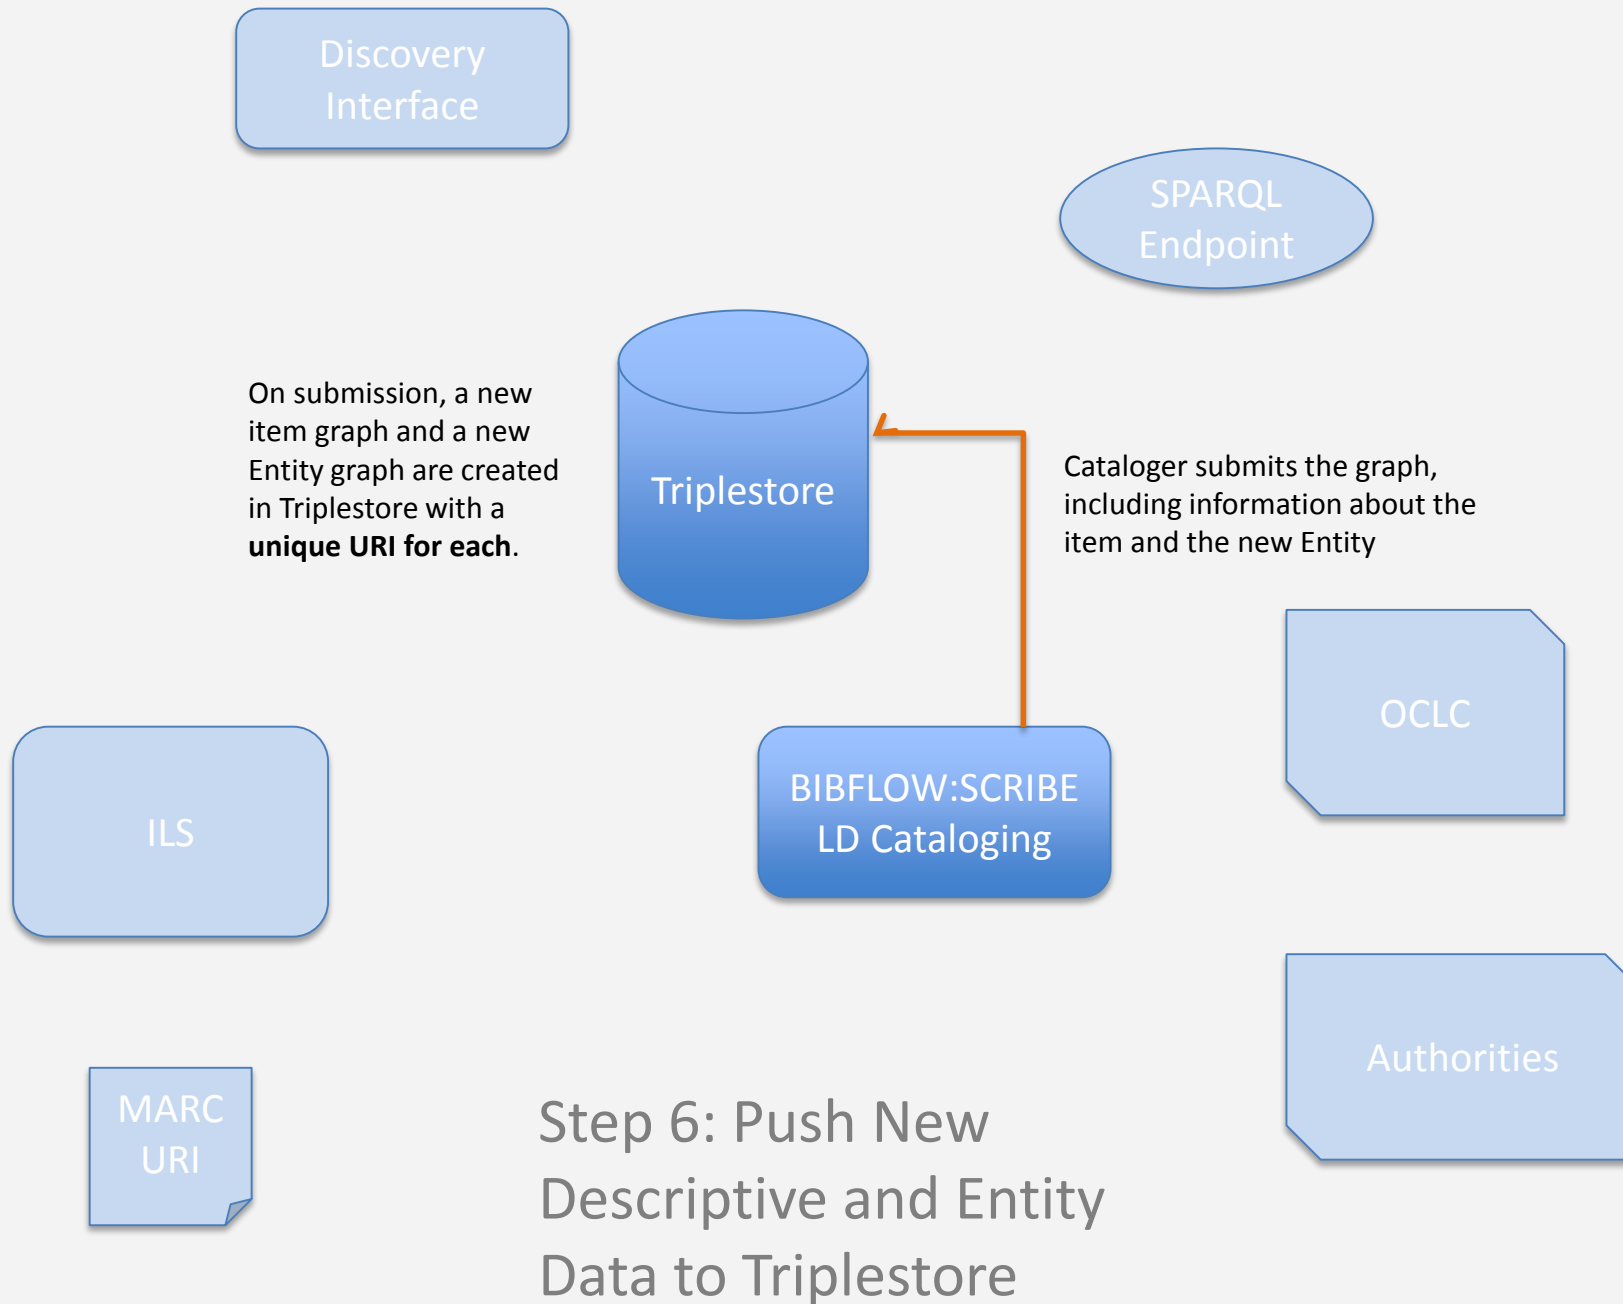 Discovery
Interface
SPARQL
Endpoint
On submission, a new
item graph and a new
Entity graph are created
in Triplestore with a
unique URI for each.
Triplestore
Cataloger submits the graph,
including information about the
item and the new Entity
OCLC
ILS
BIBFLOW:SCRIBE
LD Cataloging
Authorities
MARC
URI
Step 6: Push New
Descriptive and Entity
Data to Triplestore